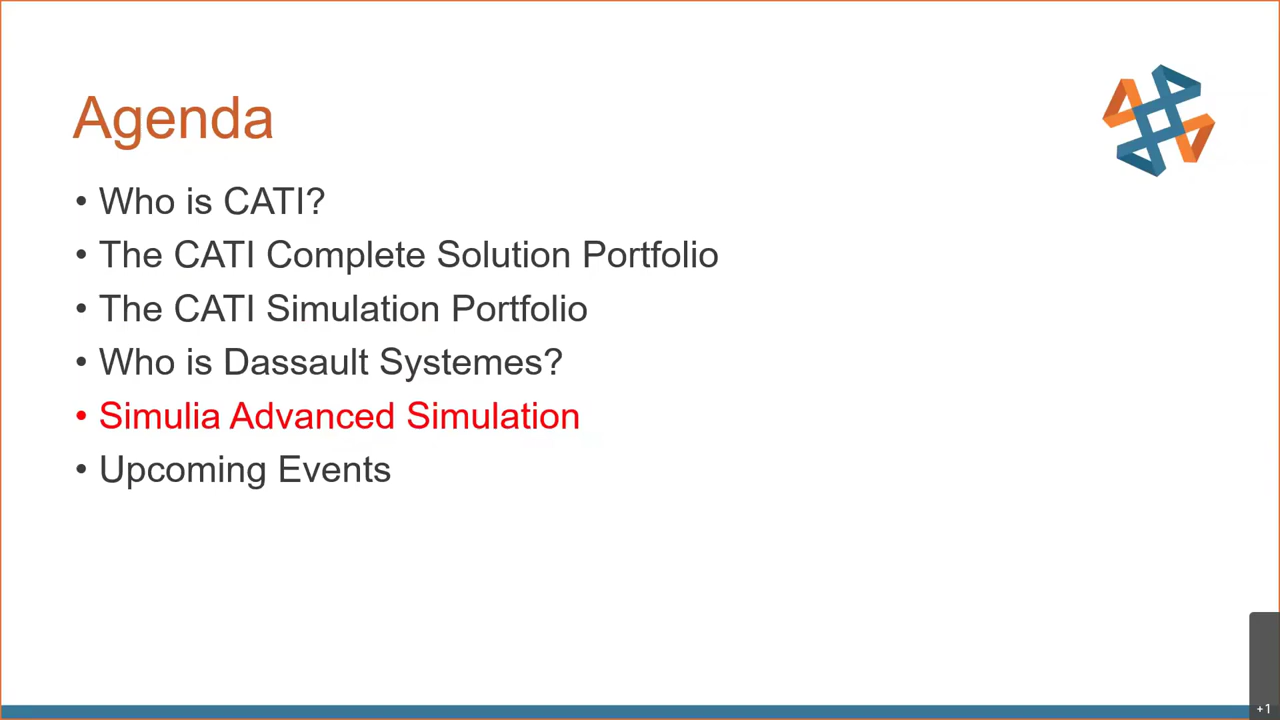 Agenda
• Who is CATI?
• The CATI Complete Solution Portfolio
• The CATI Simulation Portfolio
• Who is Dassault Systemes?
• Simulia Advanced Simulation
• Upcoming Events
+1